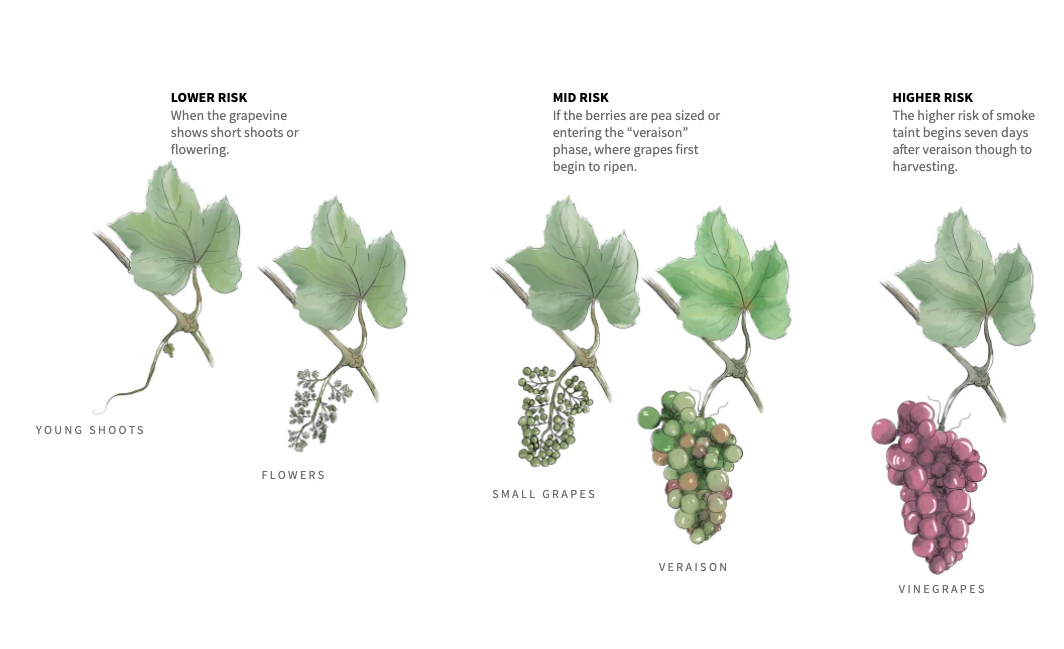 LOWER RISK
When the grapevine
shows short shoots or
flowering.
MID RISK
If the berries are pea sized or
entering the “veraison”
phase, where grapes first
begin to ripen.
HIGHER RISK
The higher risk of smoke
taint begins seven days
after veraison though to
harvesting.
YOUNG SHOOTS
FLOWERS
SMALL GRAPES
VERAISON
VINEGRAPES